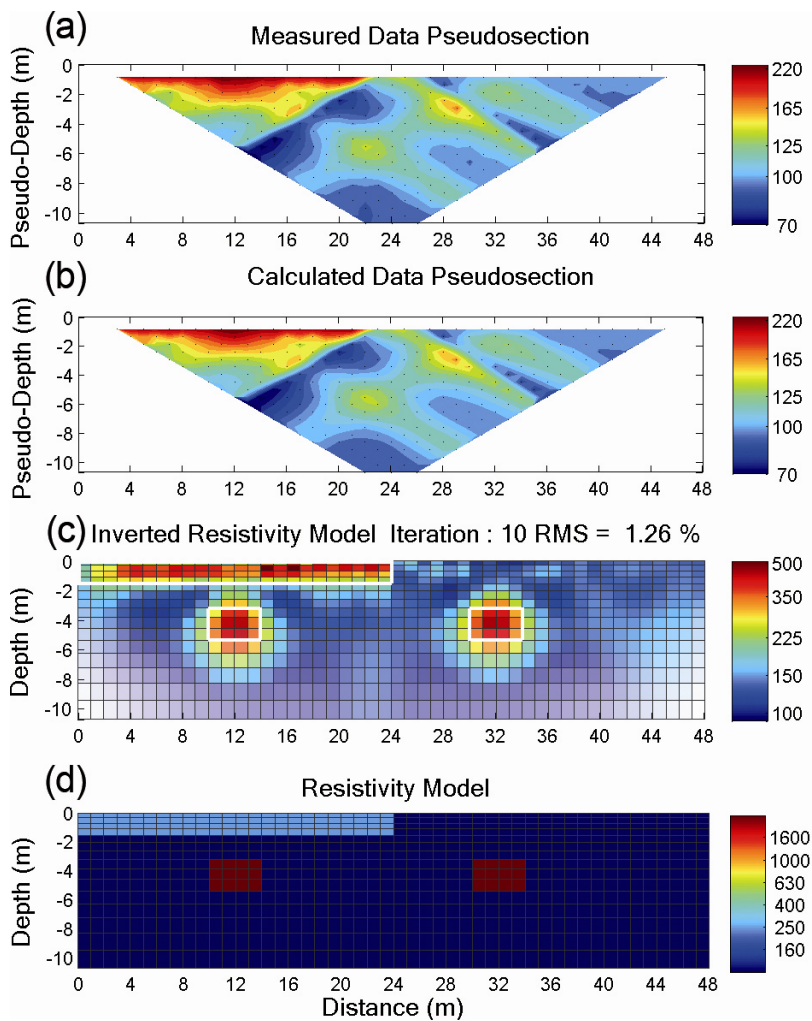 (a)
Measured Data Pseudosection
Pseudo-Depth (m)
0
-2
-4
-6
-8
-10
0 4 8 12 16 20 24 28 32 36 40 44 48
220
165
125
100
70
(b)
Calculated Data Pseudosection
Pseudo-Depth (m)
0
-2
-4
-6
-8
-10
0 4 8 12 16 20 24 28 32 36 40 44 48
220
165
125
100
70
(c)
Inverted Resistivity Model Iteration : 10 RMS = 1.26 %
Depth (m)
0
-2
-4
-6
-8
-10
0 4 8 12 16 20 24 28 32 36 40 44 48
500
350
225
150
100
(d)
Resistivity Model
Depth (m)
0
-2
-4
-6
-8
-10
0 4 8 12 16 20 24 28 32 36 40 44 48
Distance (m)
1600
1000
630
400
250
160